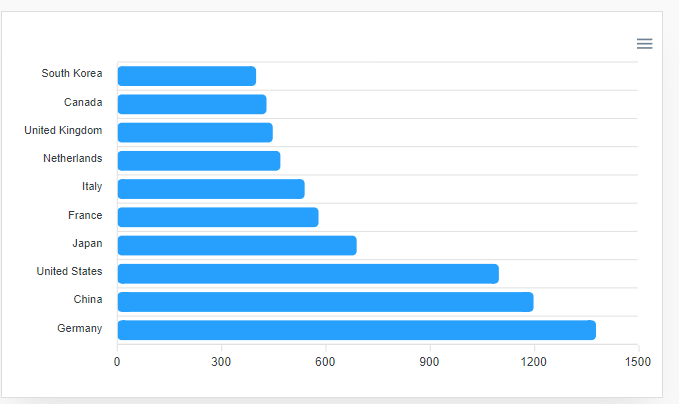 South Korea
Canada
United Kingdom
Netherlands
Italy
France
Japan
United States
China
Germany
0 300 600 900 1200 1500